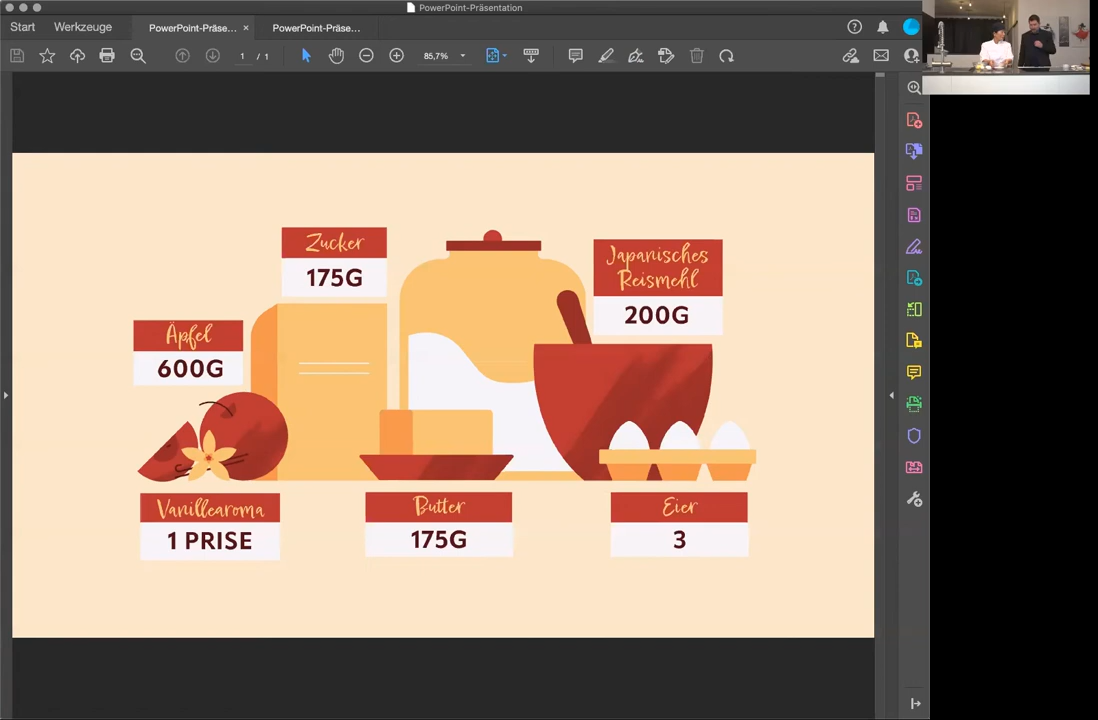 PowerPoint-Präsentation
Start
Werkzeuge
PowerPoint-Präse...
×
PowerPoint-Präse...
1 / 1
85,7%
Zucker
175G
Japanisches
Reismehl
200G
Äpfel
600G
Vanillearoma
1 PRISE
Butter
175G
Eier
3